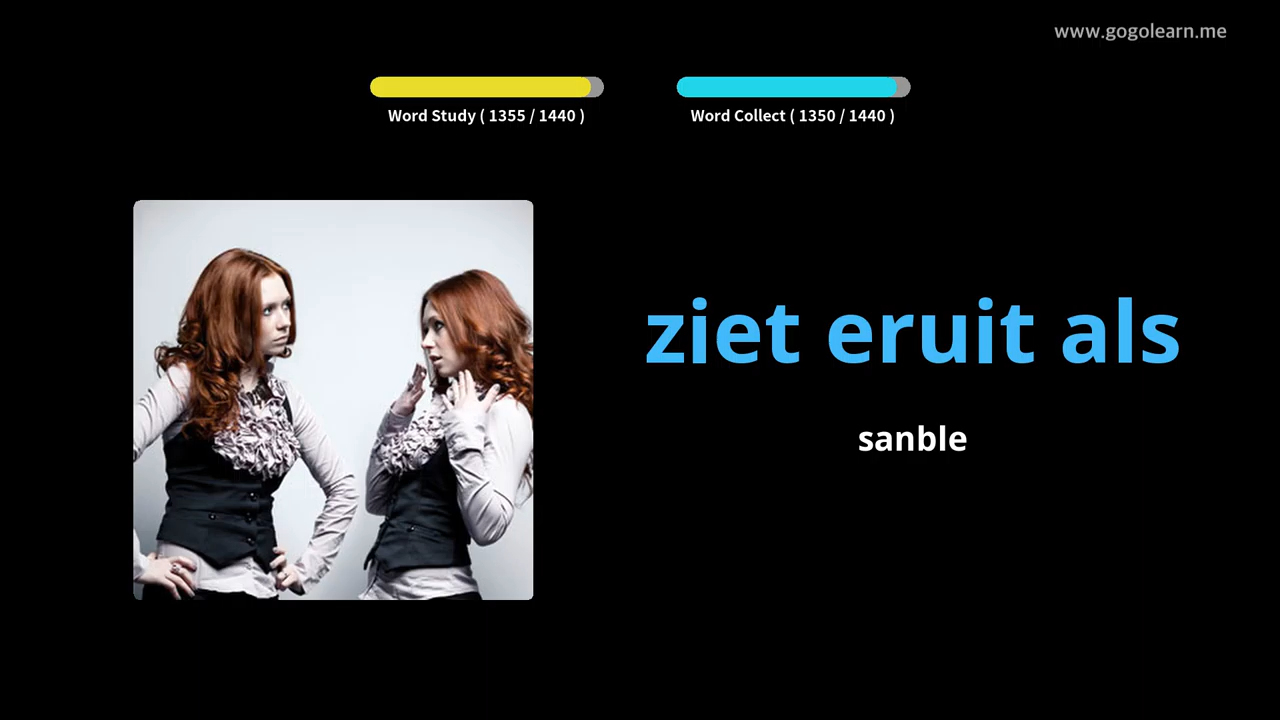 www.gogolearn.me
Word Study ( 1355 / 1440 )
Word Collect ( 1350 / 1440 )
ziet eruit als
sanble